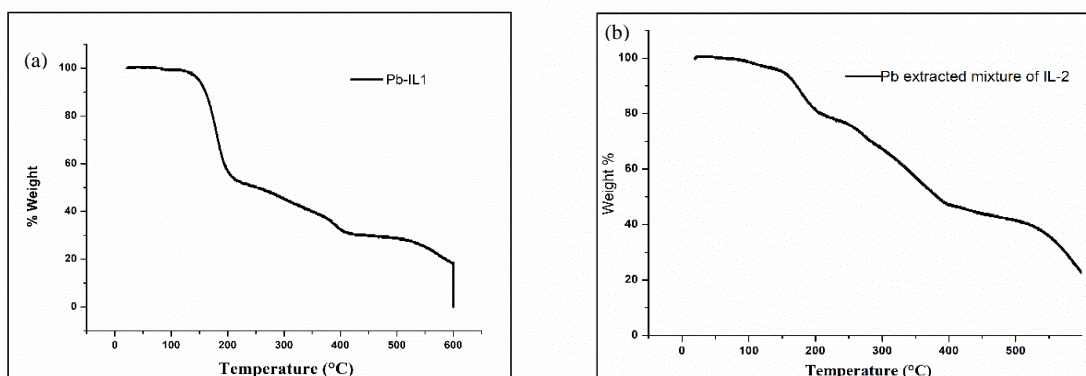 (a)
Pb-IL1
% Weight
100
80
60
40
20
0
0 100 200 300 400 500 600
Temperature (°C)
(b)
Pb extracted mixture of IL-2
Weight %
100
80
60
40
20
0
0 100 200 300 400 500
Temperature (°C)